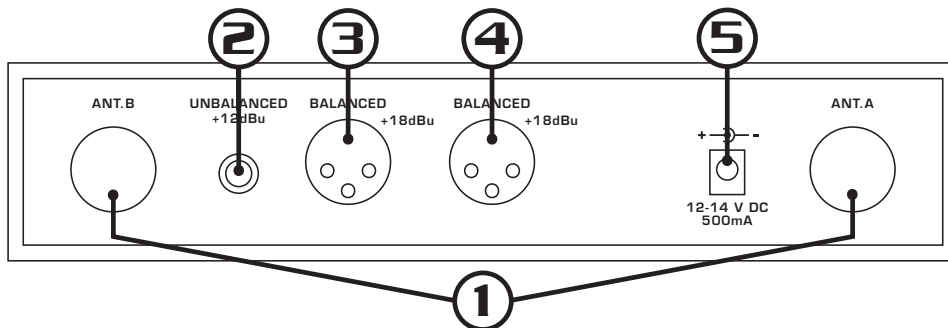 2 3 4 5
ANT.B UNBALANCED BALANCED BALANCED ANT.A
+12dBu +18dBu +18dBu
+ -
12-14 V DC
500mA
1